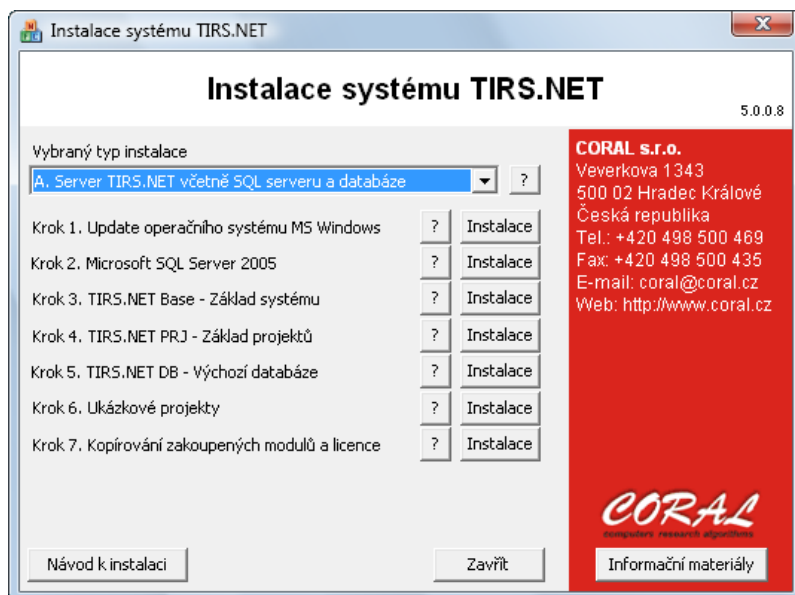 Instalace systému TIRS.NET
Instalace systému TIRS.NET
5.0.0.8
Vybraný typ instalace
A. Server TIRS.NET včetně SQL serveru a databáze
?
Krok 1. Update operačního systému MS Windows ? Instalace
Krok 2. Microsoft SQL Server 2005 ? Instalace
Krok 3. TIRS.NET Base - Základ systému ? Instalace
Krok 4. TIRS.NET PRJ - Základ projektů ? Instalace
Krok 5. TIRS.NET DB - Výchozí databáze ? Instalace
Krok 6. Ukázkové projekty ? Instalace
Krok 7. Kopírování zakoupených modulů a licence ? Instalace
Návod k instalaci
Zavřít
CORAL s.r.o.
Veverkova 1343
500 02 Hradec Králové
Česká republika
Tel.: +420 498 500 469
Fax: +420 498 500 435
E-mail: coral@coral.cz
Web: http://www.coral.cz
CORAL
computers research algorithms
Informační materiály